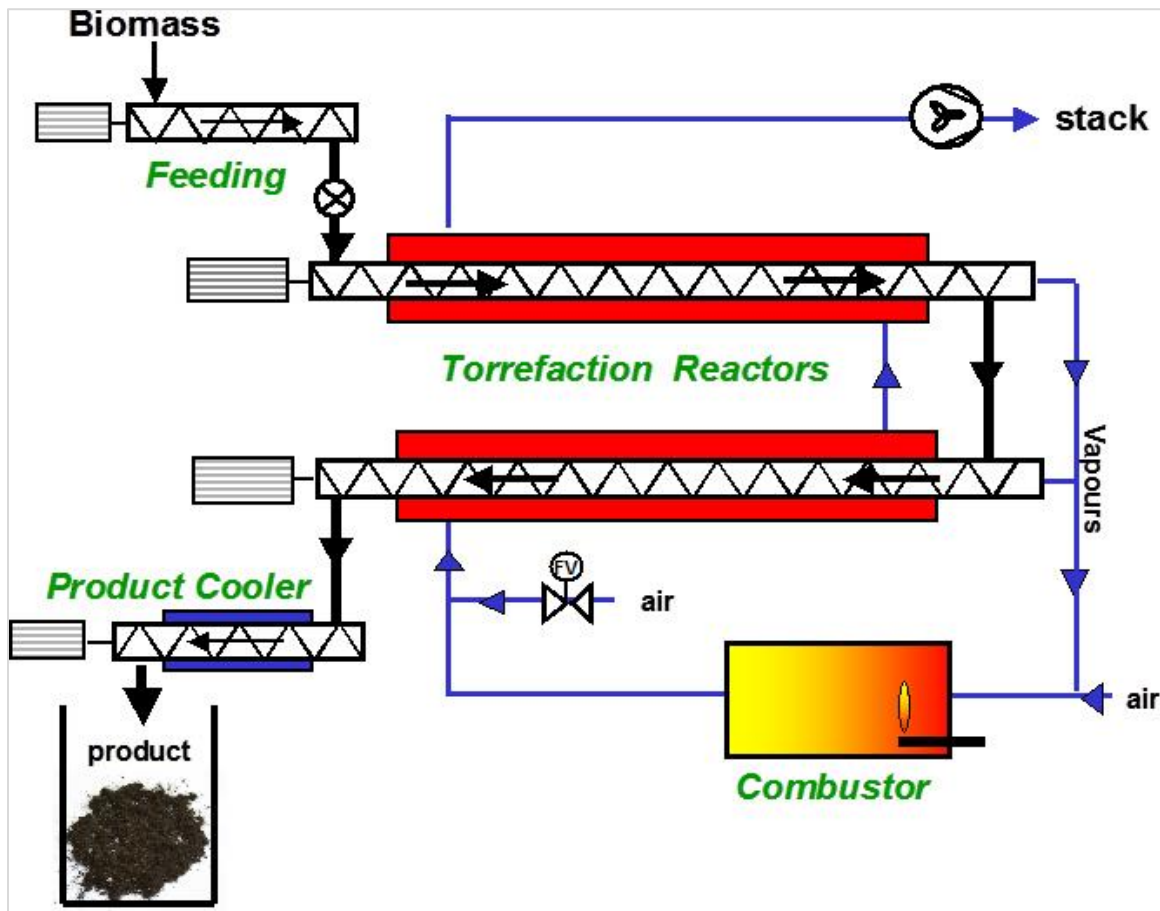 Biomass
stack
Feeding
Torrefaction Reactors
Vapours
Product Cooler
FV
air
air
product
Combustor